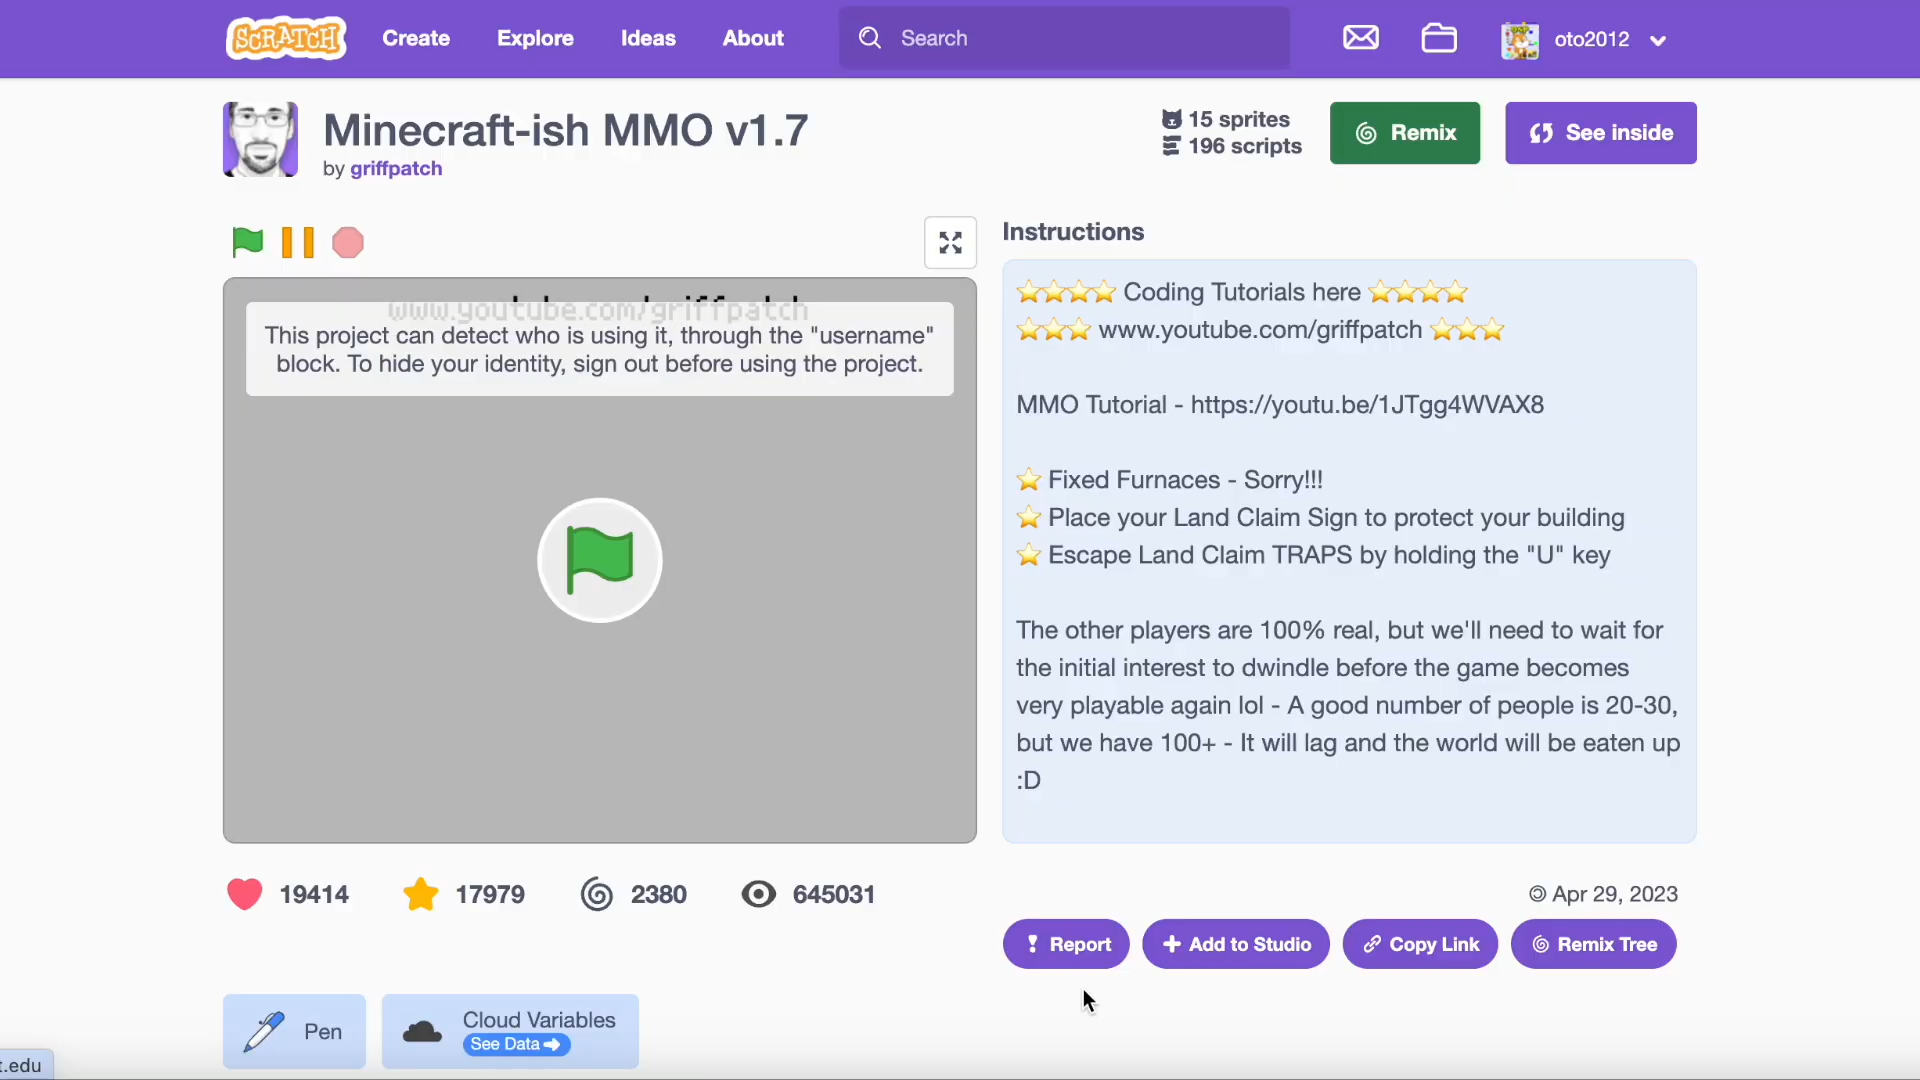 SCRATCH
Create
Explore
Ideas
About
Search
oto2012
Minecraft-ish MMO v1.7
by griffpatch
15 sprites
196 scripts
Remix
See inside
www.youtube.com/griffpatch
This project can detect who is using it, through the "username"
block. To hide your identity, sign out before using the project.
Instructions
⭐⭐⭐⭐ Coding Tutorials here ⭐⭐⭐⭐
⭐⭐⭐ www.youtube.com/griffpatch ⭐⭐⭐
MMO Tutorial - https://youtu.be/1JTgg4WVAX8
⭐ Fixed Furnaces - Sorry!!!
⭐ Place your Land Claim Sign to protect your building
⭐ Escape Land Claim TRAPS by holding the "U" key
The other players are 100% real, but we'll need to wait for
the initial interest to dwindle before the game becomes
very playable again lol - A good number of people is 20-30,
but we have 100+ - It will lag and the world will be eaten up
:D
19414
17979
2380
645031
Apr 29, 2023
Report
Add to Studio
Copy Link
Remix Tree
Pen
Cloud Variables
See Data
t.edu